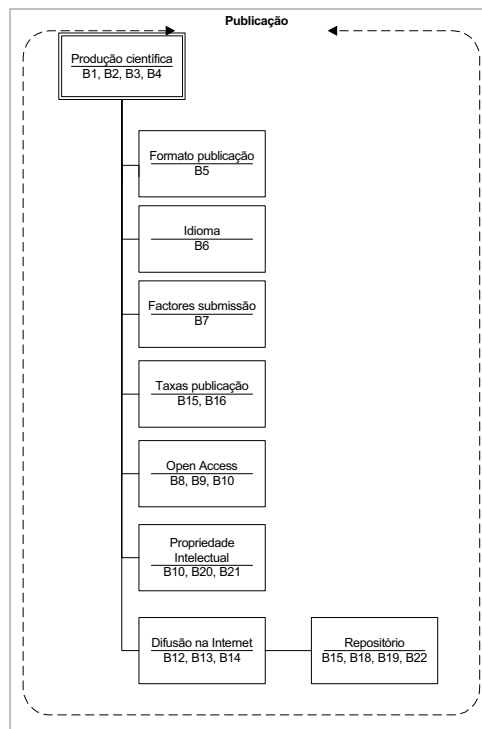 Publicação
Produção científica
B1, B2, B3, B4
Formato publicação
B5
Idioma
B6
Factores submissão
B7
Taxas publicação
B15, B16
Open Access
B8, B9, B10
Propriedade
Intelectual
B10, B20, B21
Difusão na Internet
B12, B13, B14
Repositório
B15, B18, B19, B22